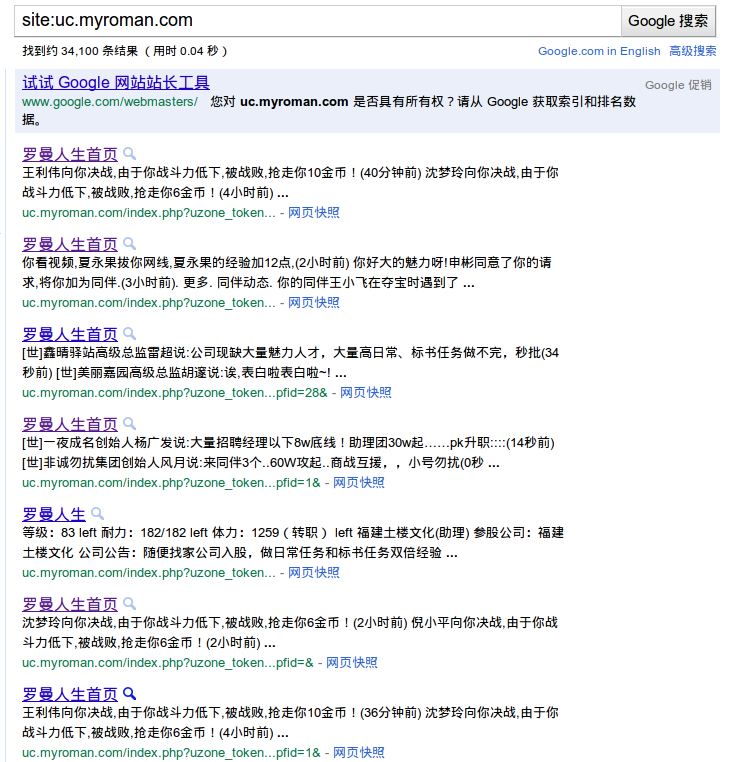 site:uc.myroman.com
Google 搜索
找到约 34,100 条结果 （用时 0.04 秒）
Google.com in English 高级搜索
试试 Google 网站站长工具
Google 促销
www.google.com/webmasters/ 您对 uc.myroman.com 是否具有所有权？请从 Google 获取索引和排名数
据。
罗曼人生首页
王利伟向你决战,由于你战斗力低下,被战败,抢走你10金币！(40分钟前) 沈梦玲向你决战,由于你
战斗力低下,被战败,抢走你6金币！(4小时前) ...
uc.myroman.com/index.php?uzone_token... - 网页快照
罗曼人生首页
你看视频,夏永果拔你网线,夏永果的经验加12点,(2小时前) 你好大的魅力呀!申彬同意了你的请
求,将你加为同伴.(3小时前). 更多. 同伴动态. 你的同伴王小飞在夺宝时遇到了 ...
uc.myroman.com/index.php?uzone_token... - 网页快照
罗曼人生首页
[世]鑫晴驿站高级总监雷超说:公司现缺大量魅力人才，大量高日常、标书任务做不完，秒批(34
秒前) [世]美丽嘉园高级总监胡邃说:诶,表白啦表白啦~! ...
uc.myroman.com/index.php?uzone_token...pfid=28& - 网页快照
罗曼人生首页
[世]一夜成名创始人杨广发说:大量招聘经理以下8w底线！助理团30w起……pk升职::::(14秒前)
[世]非诚勿扰集团创始人风月说:来同伴3个..60W攻起..商战互援，，小号勿扰(0秒 ...
uc.myroman.com/index.php?uzone_token...pfid=1& - 网页快照
罗曼人生
等级：83 left 耐力：182/182 left 体力：1259（转职） left 福建土楼文化(助理) 参股公司：福建
土楼文化 公司公告：随便找家公司入股，做日常任务和标书任务双倍经验 ...
uc.myroman.com/index.php?uzone_token... - 网页快照
罗曼人生首页
沈梦玲向你决战,由于你战斗力低下,被战败,抢走你6金币！(2小时前) 倪小平向你决战,由于你战
斗力低下,被战败,抢走你6金币！(2小时前) ...
uc.myroman.com/index.php?uzone_token...pfid=& - 网页快照
罗曼人生首页
王利伟向你决战,由于你战斗力低下,被战败,抢走你10金币！(36分钟前) 沈梦玲向你决战,由于你
战斗力低下,被战败,抢走你6金币！(4小时前) ...
uc.myroman.com/index.php?uzone_token...pfid=1& - 网页快照